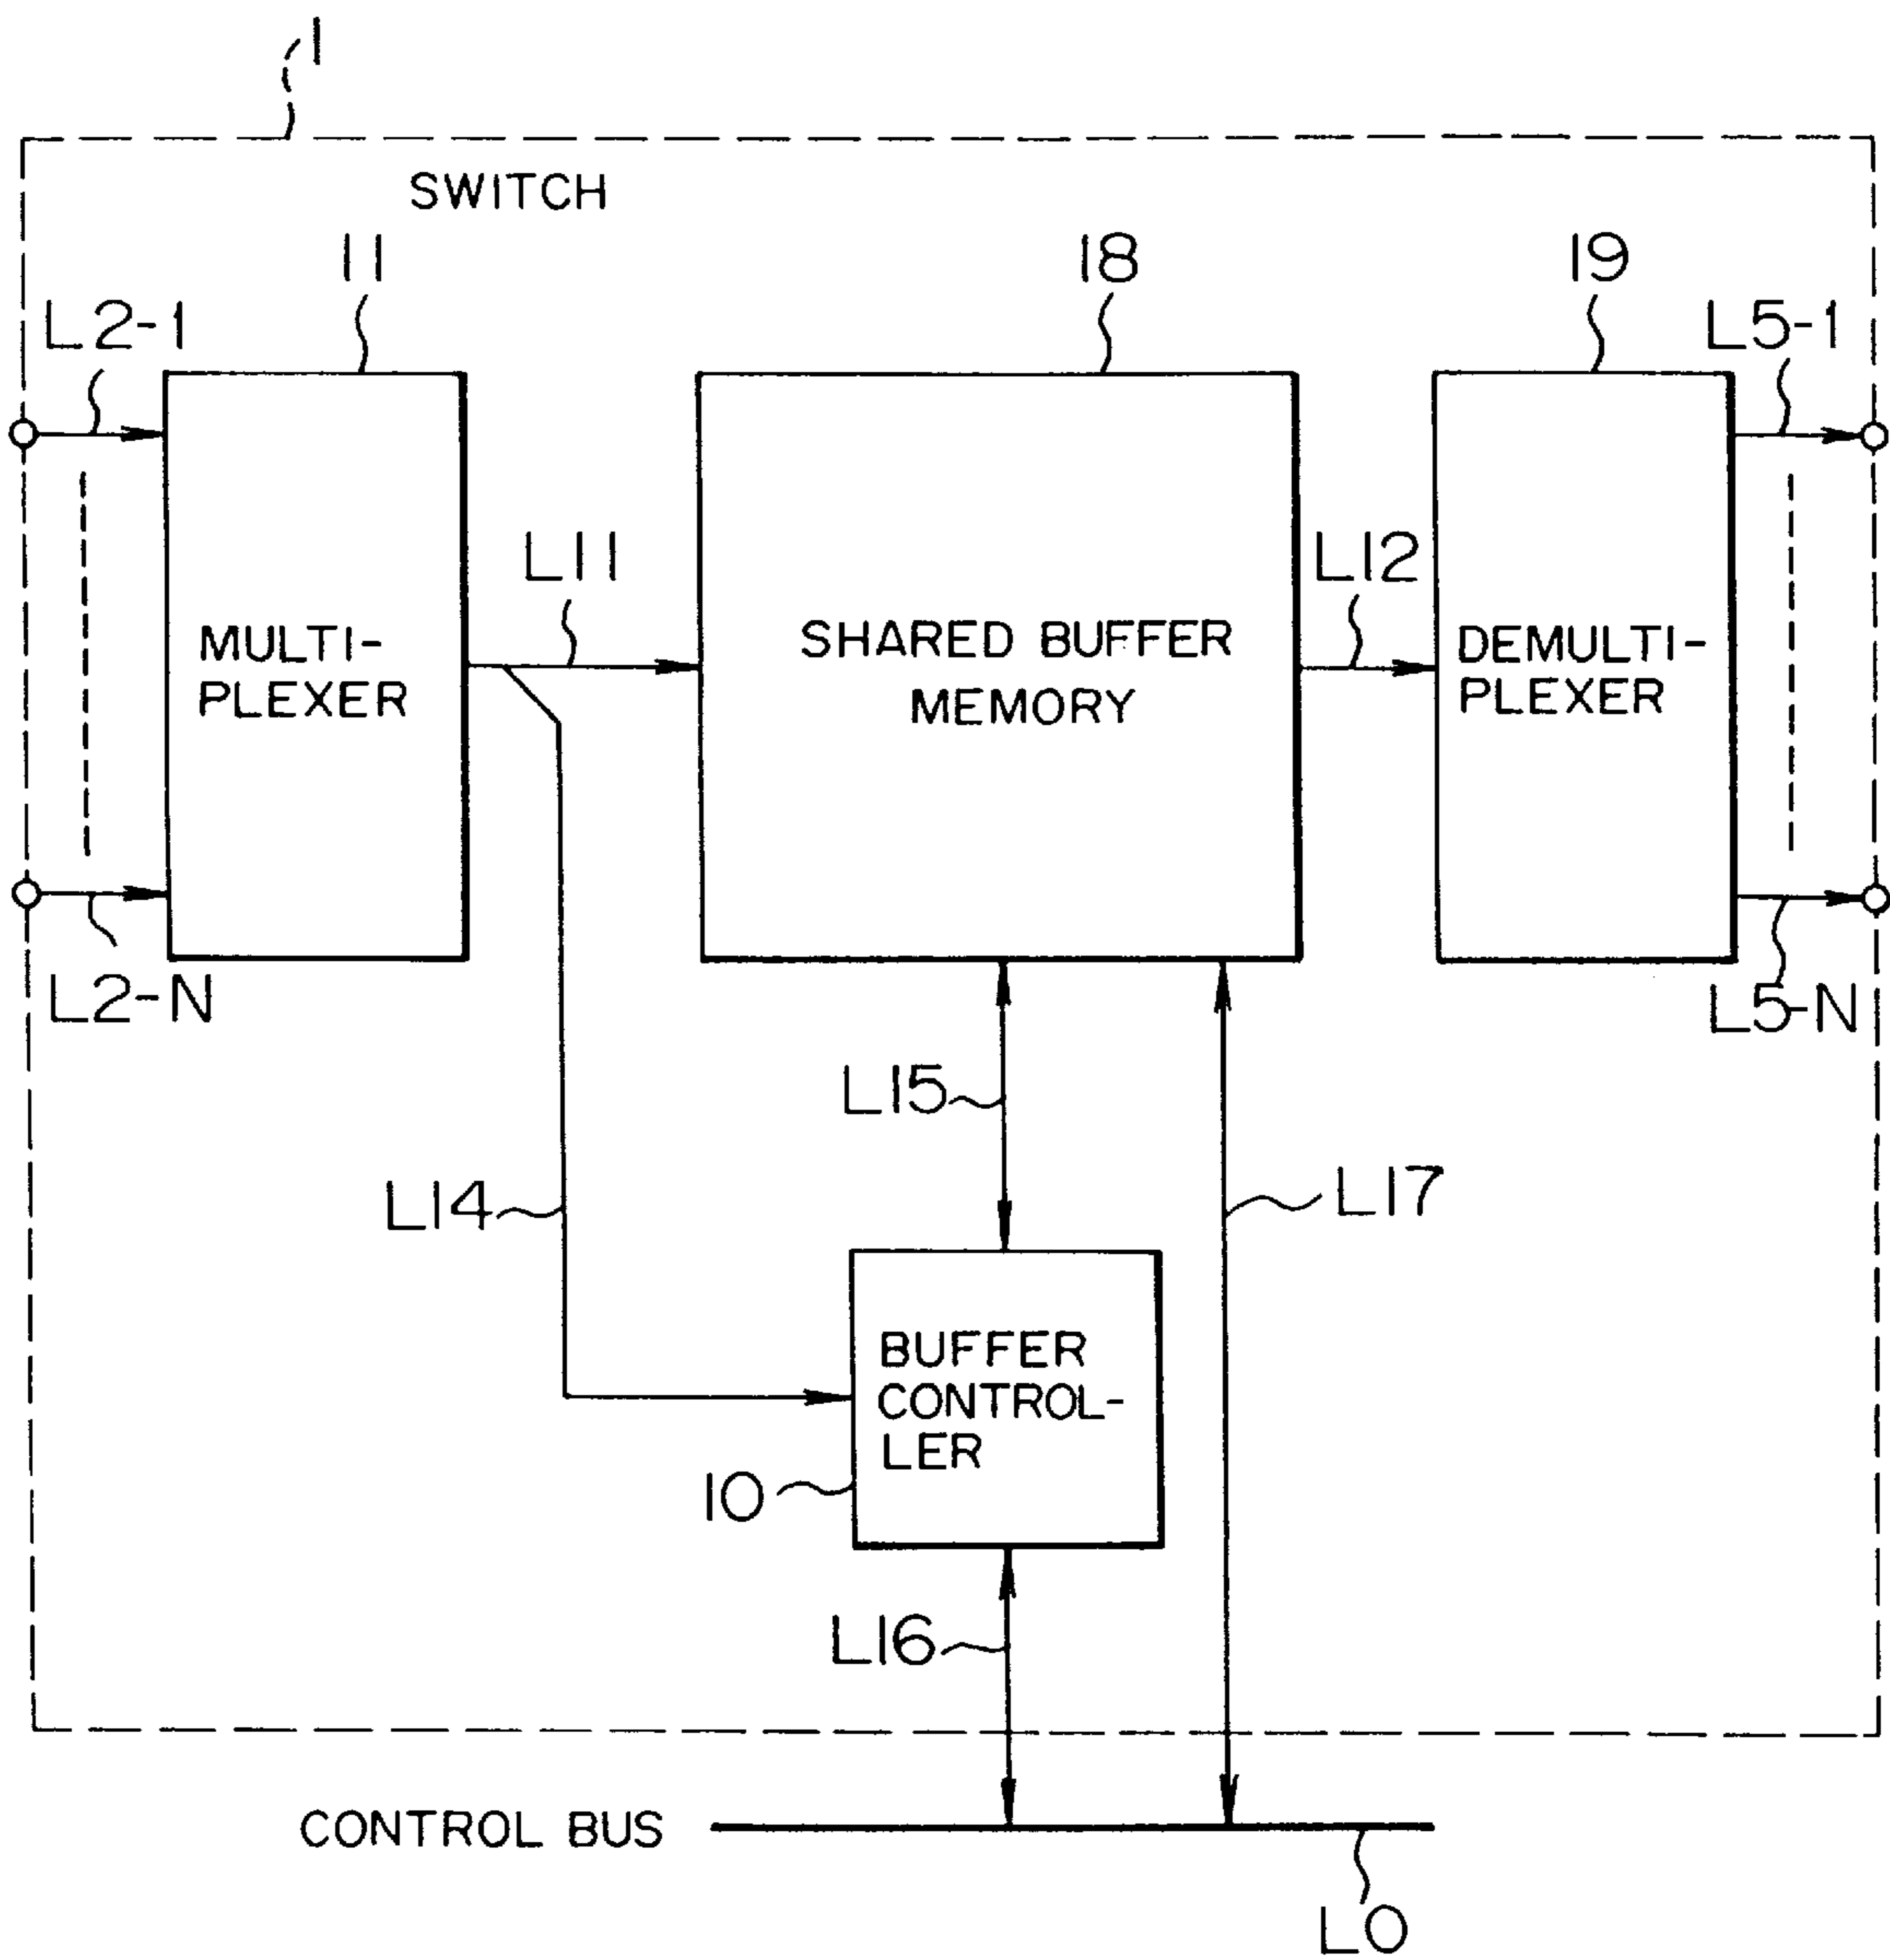 1
SWITCH
11
18
19
L2-1
L5-1
L11
L12
MULTI-
PLEXER
SHARED BUFFER
MEMORY
DEMULTI-
PLEXER
L2-N
L5-N
L15
L14
L17
BUFFER
CONTROL-
LER
10
L16
CONTROL BUS
L0